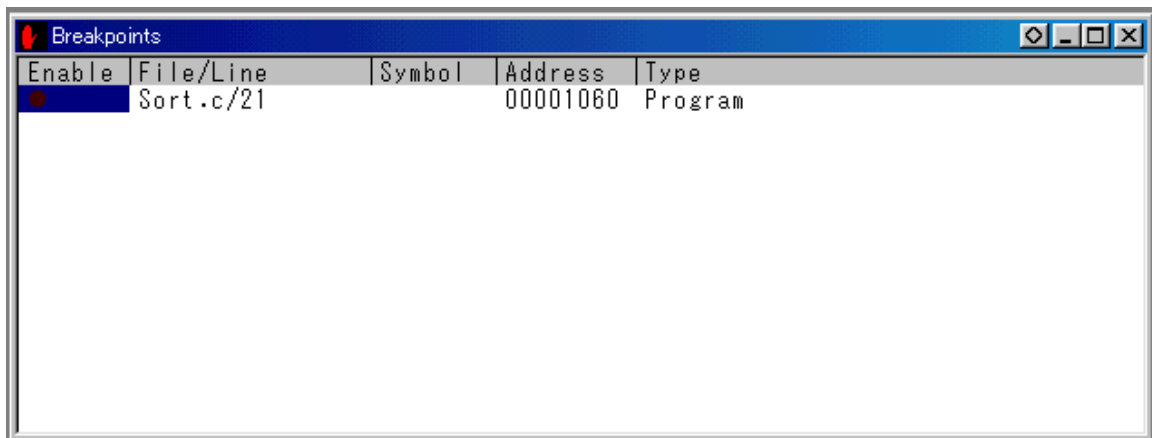 Breakpoints
Enable File/Line Symbol Address Type
Sort.c/21 00001060 Program